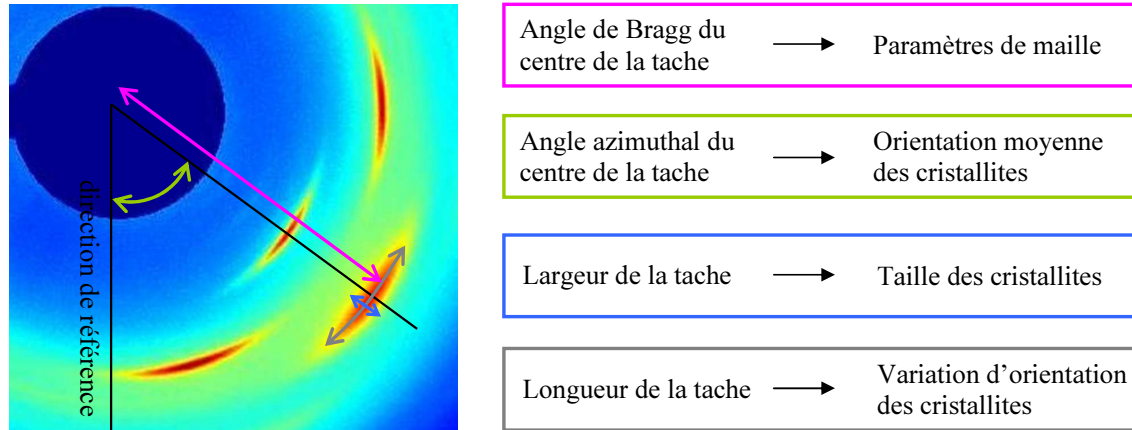 direction de référence
Angle de Bragg du
centre de la tache
Paramètres de maille
Angle azimuthal du
centre de la tache
Orientation moyenne
des cristallites
Largeur de la tache
Taille des cristallites
Longueur de la tache
Variation d’orientation
des cristallites